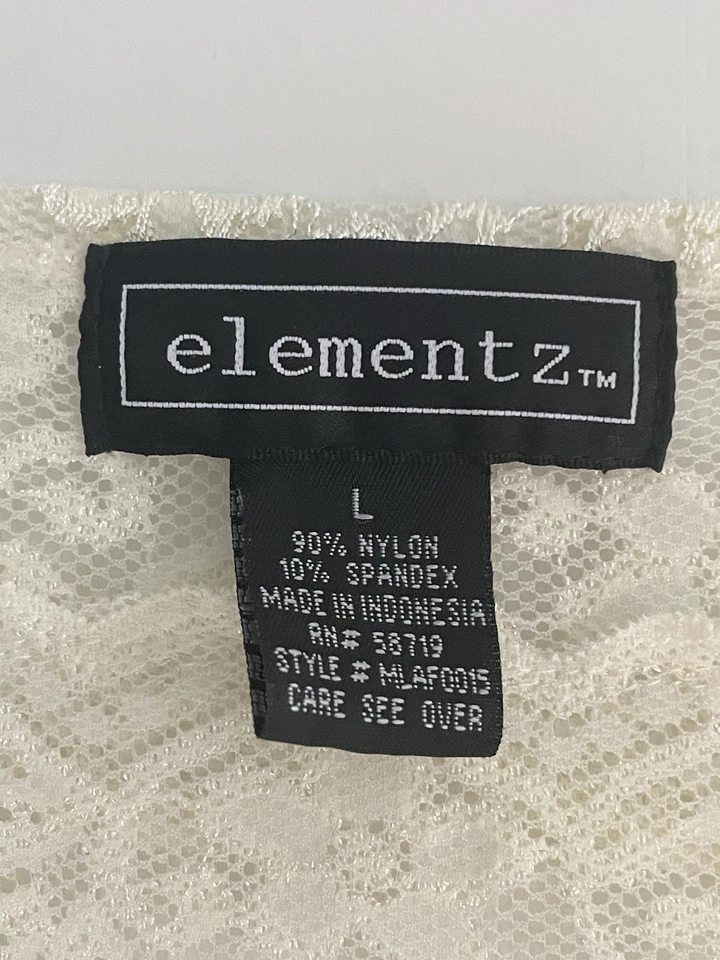 elementz™
L
90% NYLON
10% SPANDEX
MADE IN INDONESIA
RN# 58719
STYLE # MLAF0015
CARE SEE OVER